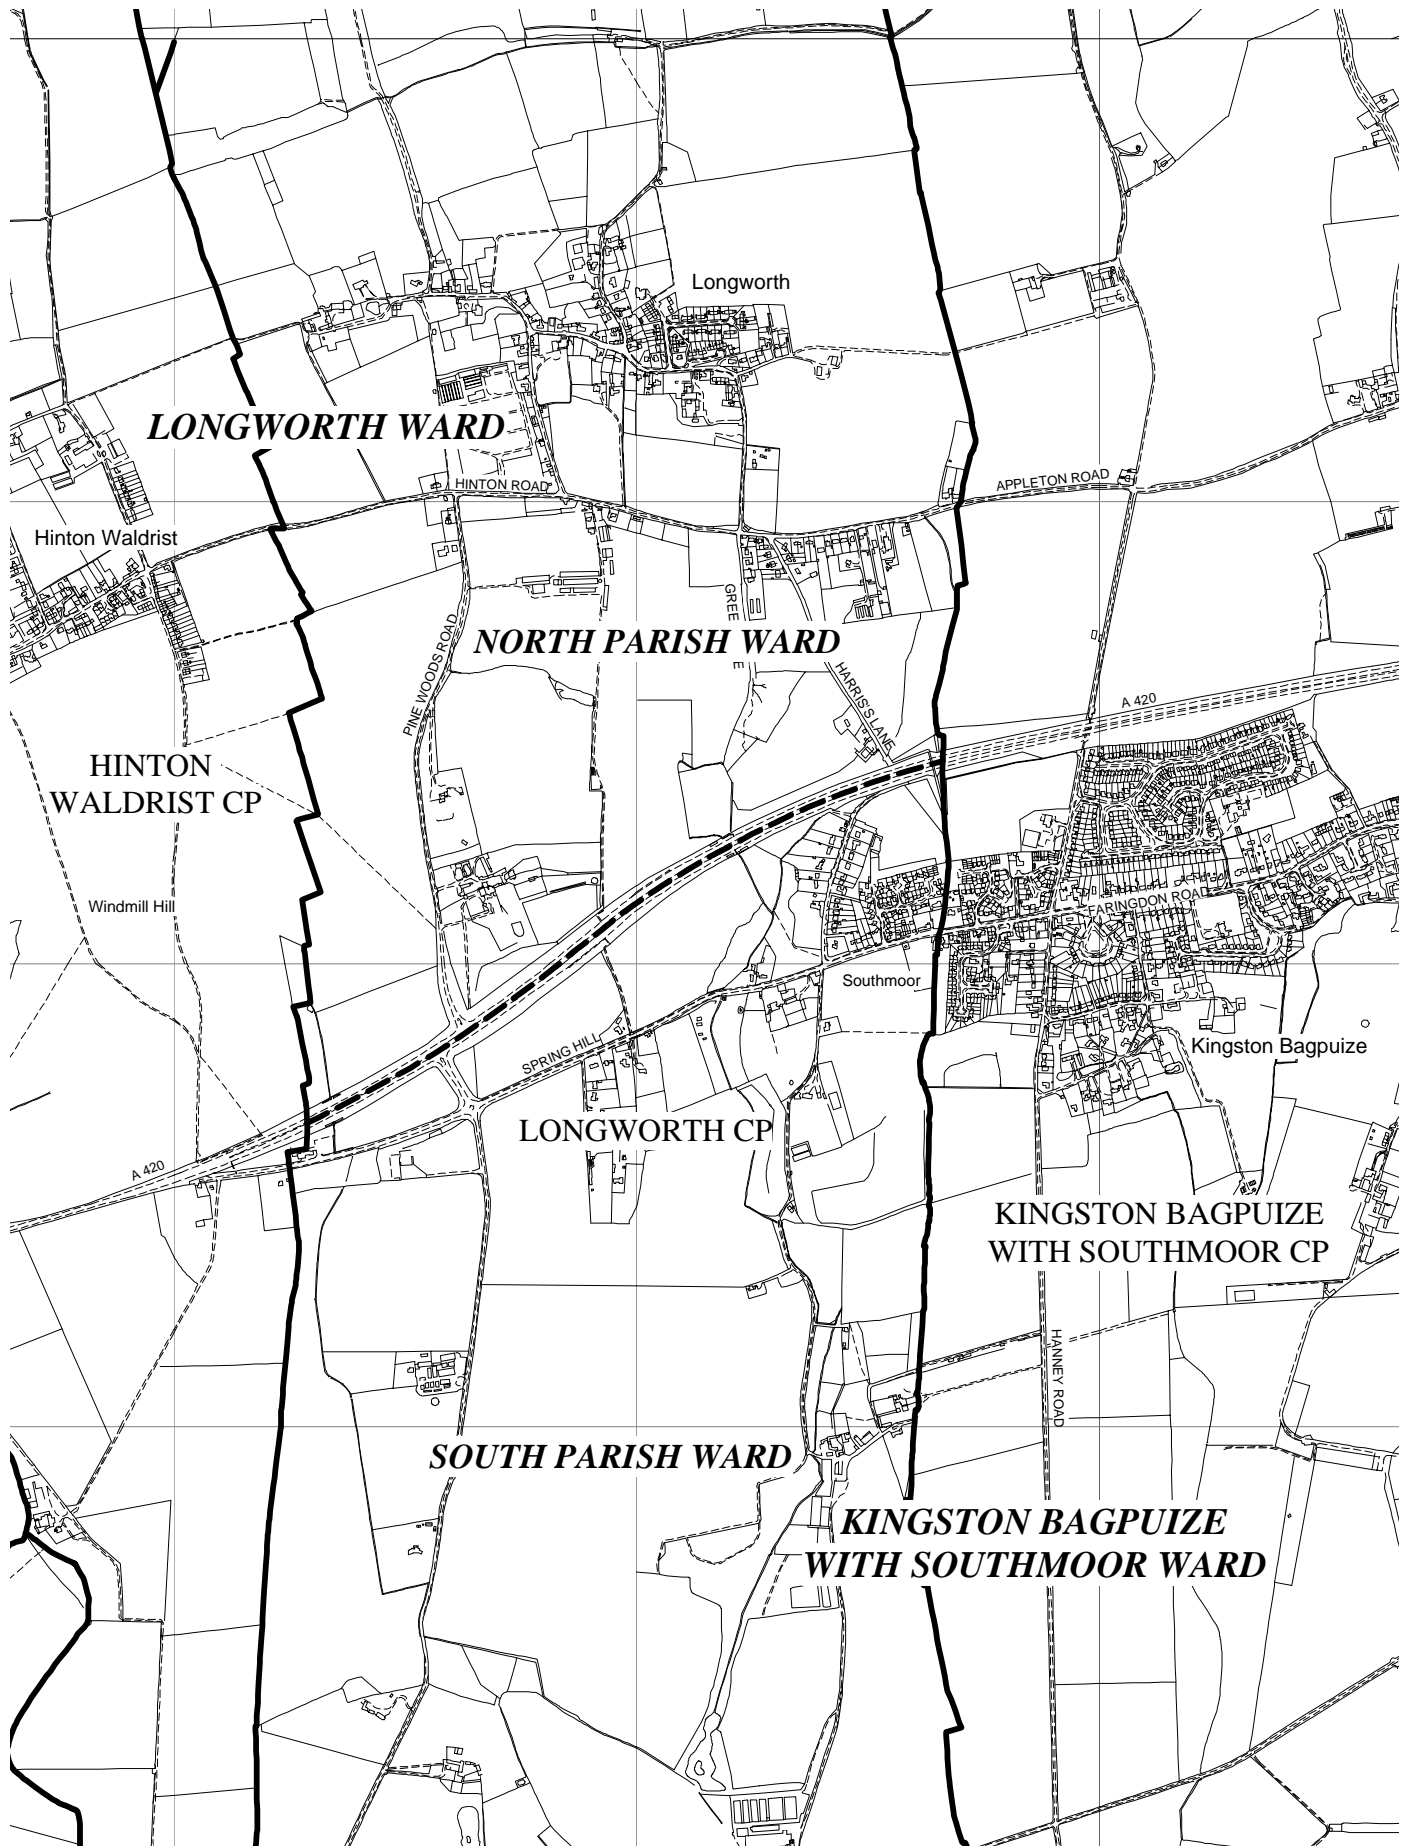 Longworth
LONGWORTH WARD
HINTON ROAD
APPLETON ROAD
Hinton Waldrist
GREE
E
NORTH PARISH WARD
PINE WOODS ROAD
HARRIS'S LANE
A 420
HINTON
WALDRIST CP
Windmill Hill
FARINGDON ROAD
Southmoor
SPRING HILL
Kingston Bagpuize
LONGWORTH CP
A 420
KINGSTON BAGPUIZE
WITH SOUTHMOOR CP
HANNEY ROAD
SOUTH PARISH WARD
KINGSTON BAGPUIZE
WITH SOUTHMOOR WARD